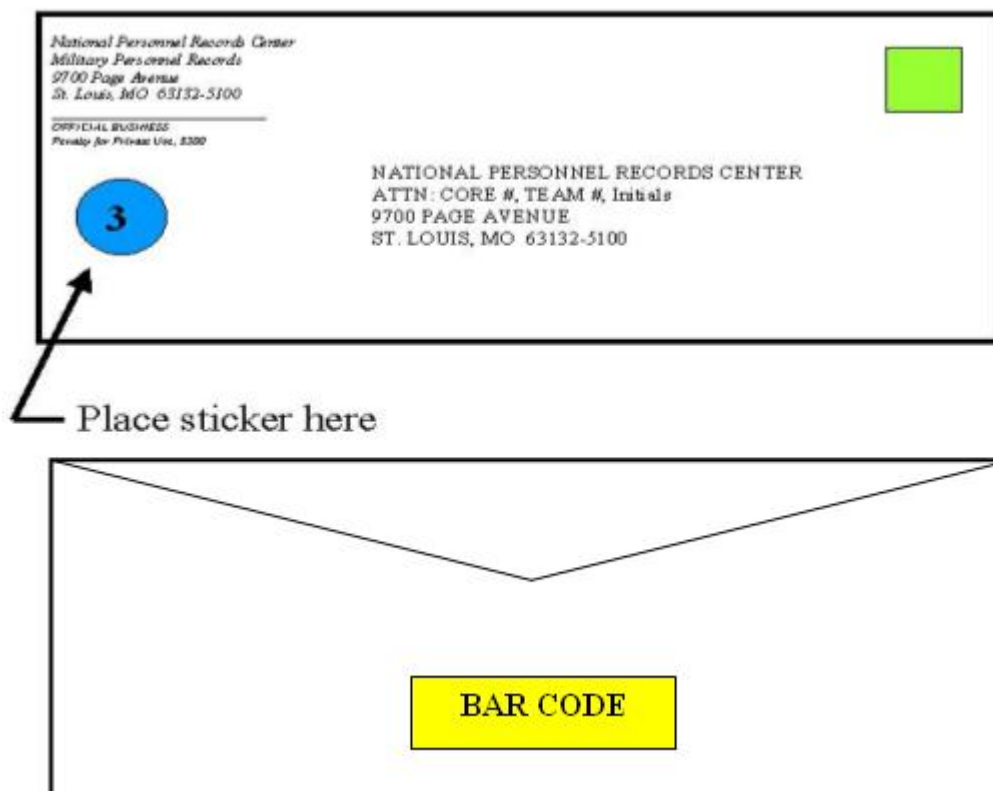 National Personnel Records Center
Military Personnel Records
9700 Page Avenue
St. Louis, MO 63132-5100
OFFICIAL BUSINESS
Penalty for Private Use, $300
NATIONAL PERSONNEL RECORDS CENTER
ATTN: CORE #, TEAM #, Initials
9700 PAGE AVENUE
ST. LOUIS, MO 63132-5100
3
Place sticker here
BAR CODE